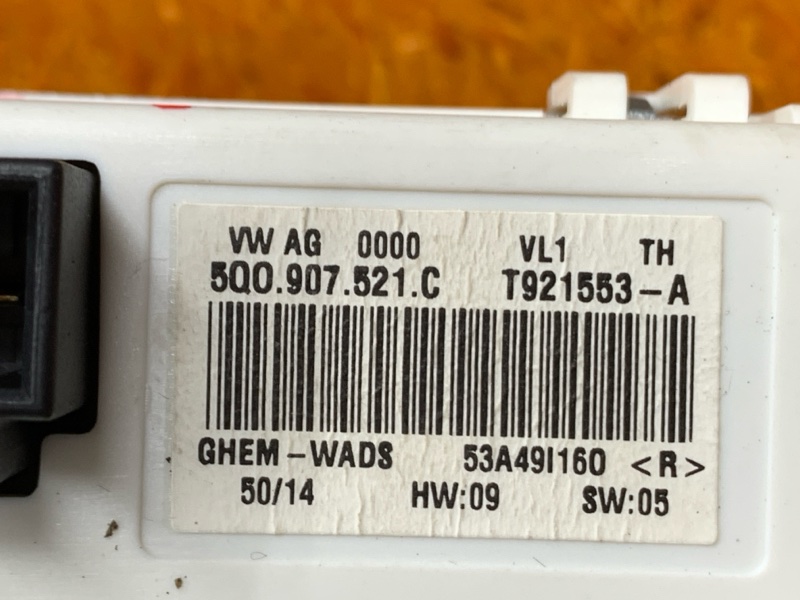 VW AG 0000 VL1 TH
5Q0.907.521.C T921553-A
GHEM-WADS 53A49I160 <R>
50/14 HW:09 SW:05